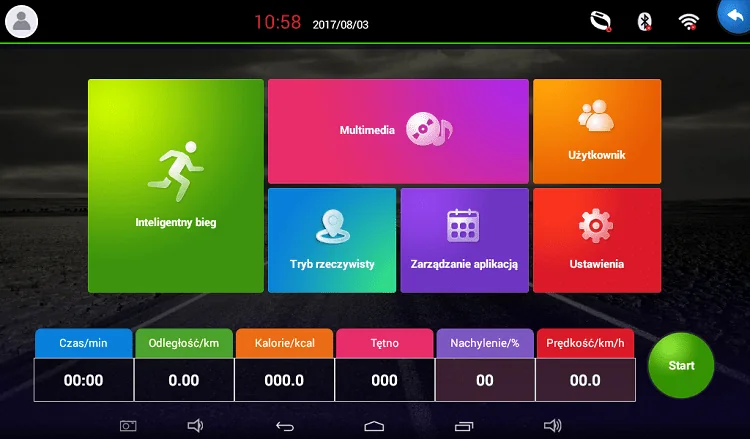 10:58 2017/08/03
Inteligentny bieg
Multimedia
Użytkownik
Tryb rzeczywisty
Zarządzanie aplikacją
Ustawienia
Czas/min Odległość/km Kalorie/kcal Tętno Nachylenie/% Prędkość/km/h
00:00 0.00 000.0 000 00 00.0
Start